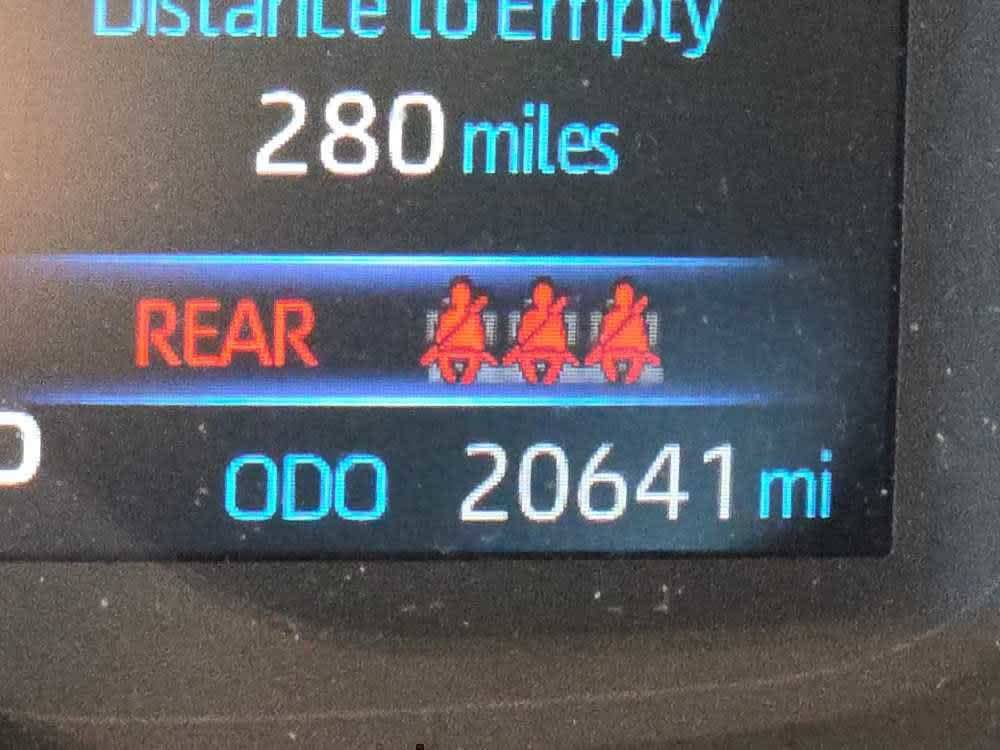 Distance to Empty
280 miles
REAR
ODO 20641 mi